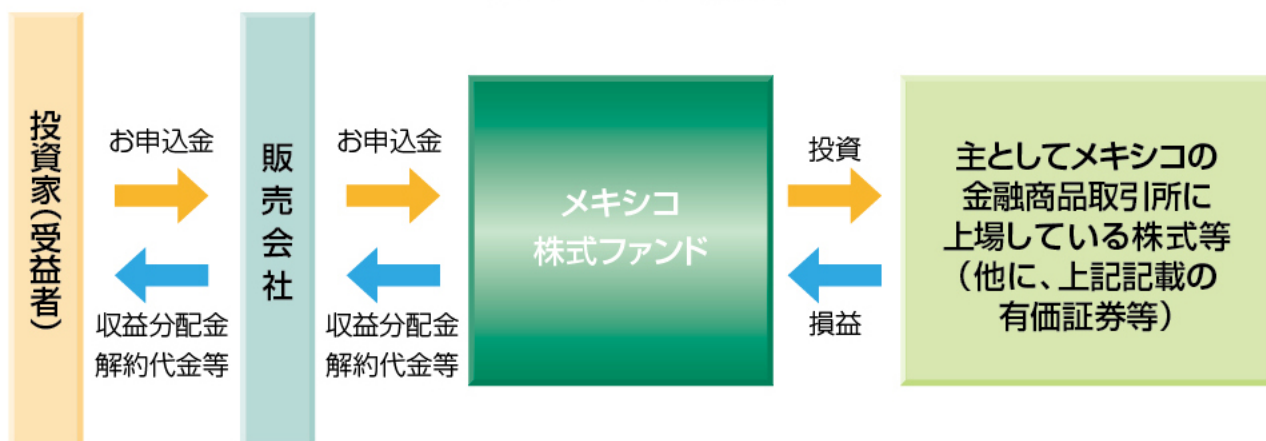 投資家(受益者)
お申込金
収益分配金
解約代金等
販売会社
お申込金
収益分配金
解約代金等
メキシコ
株式ファンド
投資
損益
主としてメキシコの
金融商品取引所に
上場している株式等
(他に、上記記載の
有価証券等)